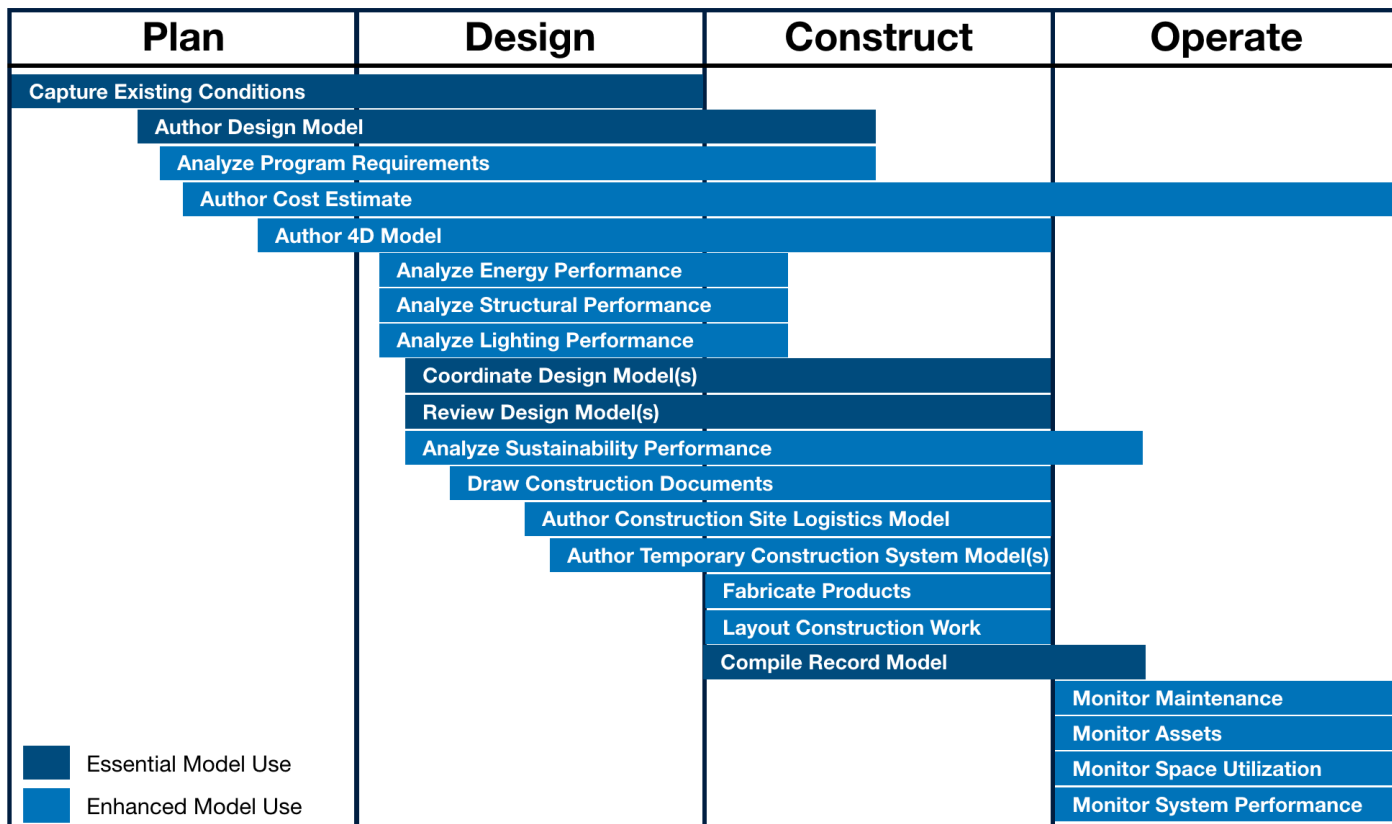 Plan Design Construct Operate
Capture Existing Conditions
Author Design Model
Analyze Program Requirements
Author Cost Estimate
Author 4D Model
Analyze Energy Performance
Analyze Structural Performance
Analyze Lighting Performance
Coordinate Design Model(s)
Review Design Model(s)
Analyze Sustainability Performance
Draw Construction Documents
Author Construction Site Logistics Model
Author Temporary Construction System Model(s)
Fabricate Products
Layout Construction Work
Compile Record Model
Monitor Maintenance
Monitor Assets
Monitor Space Utilization
Monitor System Performance
Essential Model Use
Enhanced Model Use